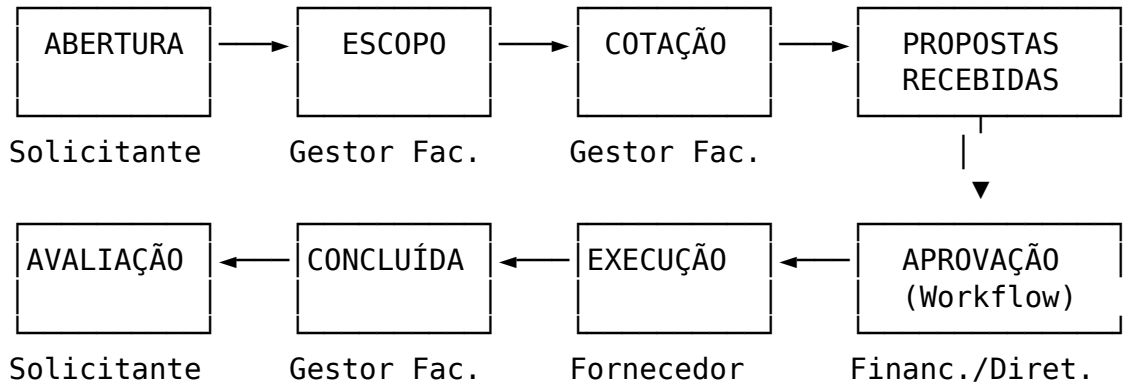 ABERTURA ESCOPO COTAÇÃO PROPOSTAS
RECEBIDAS
Solicitante Gestor Fac. Gestor Fac.
AVALIAÇÃO CONCLUÍDA EXECUÇÃO APROVAÇÃO
(Workflow)
Solicitante Gestor Fac. Fornecedor Financ./Diret.